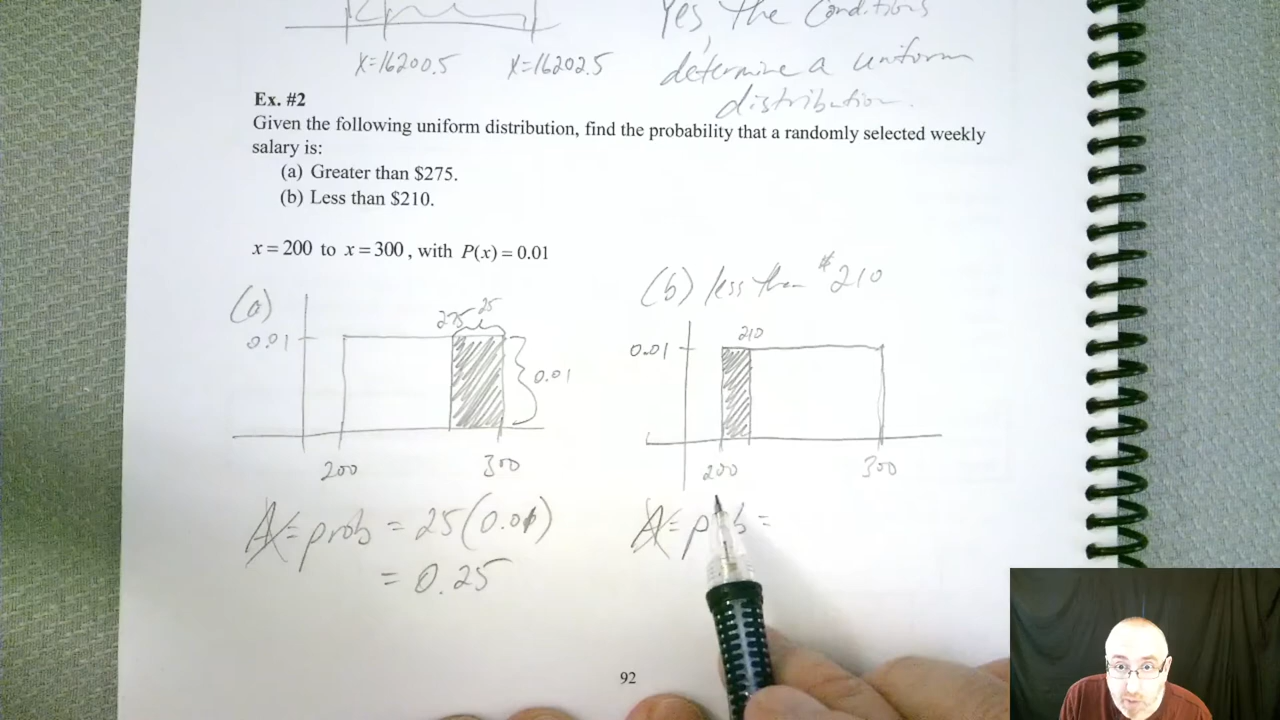 x=16200.5 x=16202.5
Yes, the conditions
determine a uniform
distribution.
Ex. #2
Given the following uniform distribution, find the probability that a randomly selected weekly
salary is:
(a) Greater than $275.
(b) Less than $210.
x = 200 to x = 300, with P(x) = 0.01
(a)
275 25
0.01
0.01
200 300
A = prob = 25(0.01)
= 0.25
(b) less than $210
210
0.01
200 300
A = prob =
92